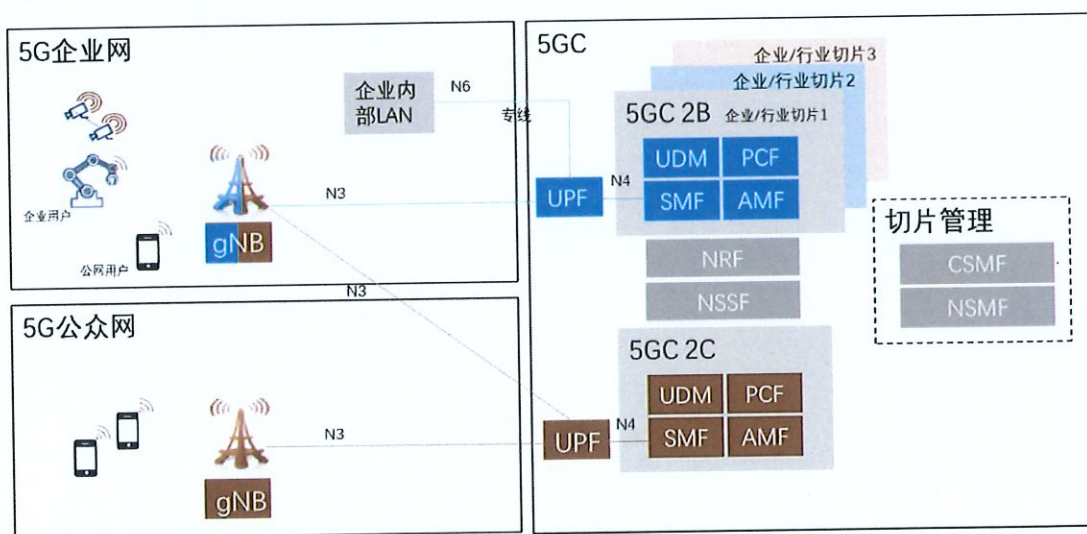 5G企业网
企业内
部LAN
N6
专线
企业用户
公网用户
gNB
N3
N3
5G公众网
gNB
N3
5GC
企业/行业切片3
企业/行业切片2
5GC 2B 企业/行业切片1
UDM PCF
UPF N4 SMF AMF
NRF
NSSF
5GC 2C
UDM PCF
UPF N4 SMF AMF
切片管理
CSMF
NSMF